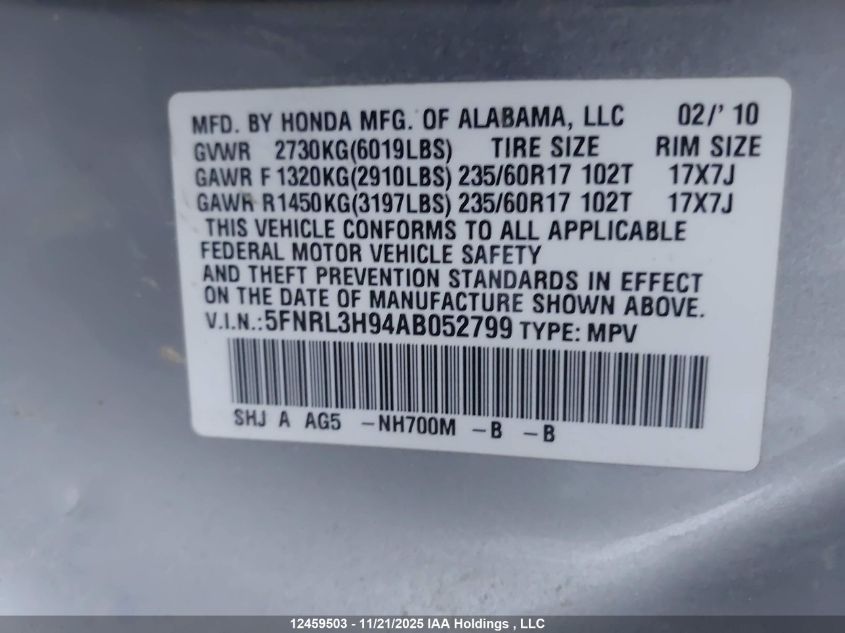 MFD. BY HONDA MFG. OF ALABAMA, LLC 02/' 10
GVWR 2730KG(6019LBS) TIRE SIZE RIM SIZE
GAWR F 1320KG(2910LBS) 235/60R17 102T 17X7J
GAWR R1450KG(3197LBS) 235/60R17 102T 17X7J
THIS VEHICLE CONFORMS TO ALL APPLICABLE
FEDERAL MOTOR VEHICLE SAFETY
AND THEFT PREVENTION STANDARDS IN EFFECT
ON THE DATE OF MANUFACTURE SHOWN ABOVE.
V.I.N.:5FNRL3H94AB052799 TYPE: MPV
SHJ A AG5 -NH700M -B -B
12459503 - 11/21/2025 IAA Holdings , LLC